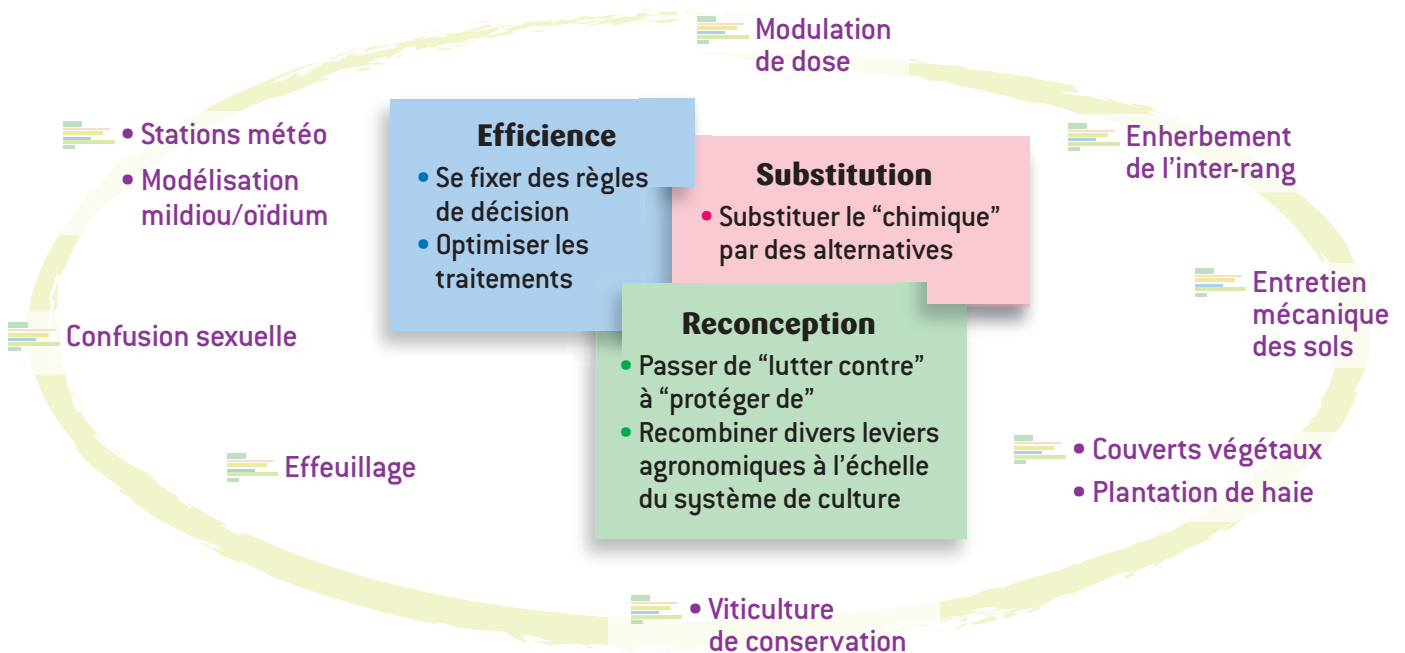 Modulation
de dose
• Stations météo
• Modélisation
mildiou/oïdium
Efficience
• Se fixer des règles
de décision
• Optimiser les
traitements
Substitution
• Substituer le “chimique”
par des alternatives
Enherbement
de l’inter-rang
Confusion sexuelle
Reconception
• Passer de “lutter contre”
à “protéger de”
• Recombiner divers leviers
agronomiques à l’échelle
du système de culture
Entretien
mécanique
des sols
Effeuillage
• Couverts végétaux
• Plantation de haie
• Viticulture
de conservation